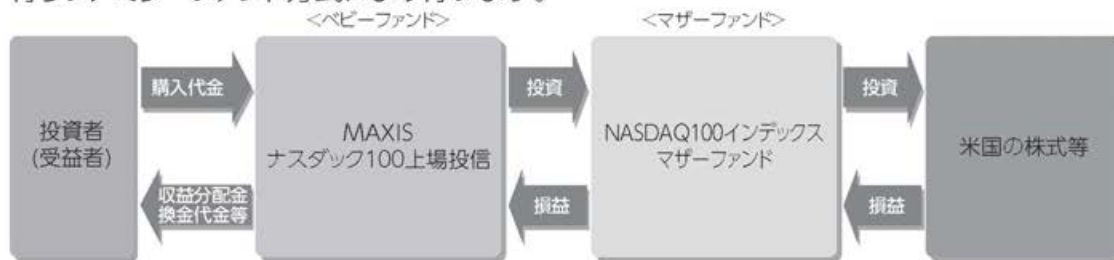 <ベビーファンド>
<マザーファンド>
投資者
(受益者)
購入代金
収益分配金
換金代金等
MAXIS
ナスダック100上場投信
投資
損益
NASDAQ100インデックス
マザーファンド
投資
損益
米国の株式等